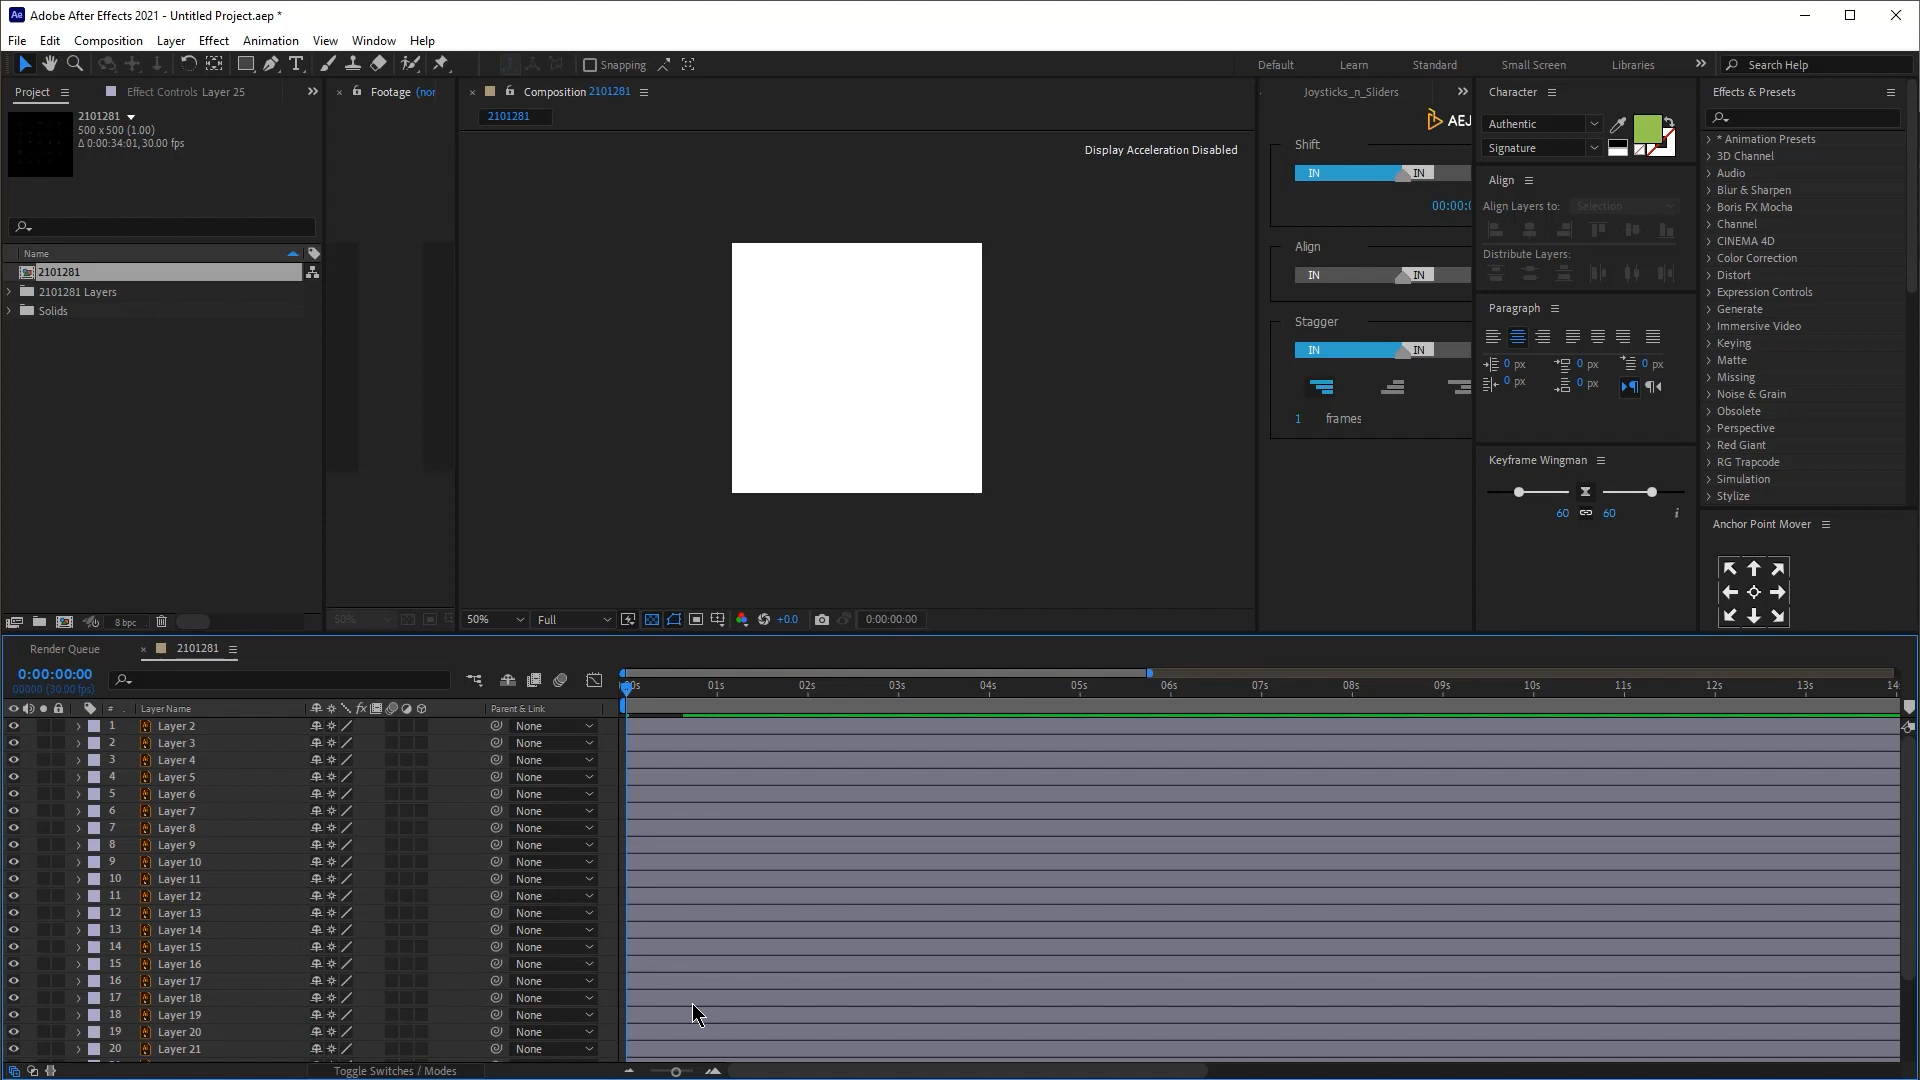 Adobe After Effects 2021 - Untitled Project.aep *
File Edit Composition Layer Effect Animation View Window Help
Snapping
Default Learn Standard Small Screen Libraries Search Help
Project Effect Controls Layer 25
Footage (nor
Composition 2101281
2101281
Joysticks_n_Sliders
Character
Effects & Presets
2101281
500 x 500 (1.00)
Δ 0:00:34:01, 30.00 fps
Display Acceleration Disabled
AEJ
Shift
IN IN
00:00:0
Align
IN IN
Stagger
IN IN
1 frames
Authentic
Signature
Align
Align Layers to: Selection
Distribute Layers:
Paragraph
0 px 0 px 0 px
0 px 0 px
Keyframe Wingman
60 60
* Animation Presets
3D Channel
Audio
Blur & Sharpen
Boris FX Mocha
Channel
CINEMA 4D
Color Correction
Distort
Expression Controls
Generate
Immersive Video
Keying
Matte
Missing
Noise & Grain
Obsolete
Perspective
Red Giant
RG Trapcode
Simulation
Stylize
Anchor Point Mover
Name
2101281
2101281 Layers
Solids
8 bpc
50%
50% Full +0.0 0:00:00:00
Render Queue 2101281
0:00:00:00
00000 (30.00 fps)
:00s 01s 02s 03s 04s 05s 06s 07s 08s 09s 10s 11s 12s 13s 14
# Layer Name fx Parent & Link
1 Layer 2 None
2 Layer 3 None
3 Layer 4 None
4 Layer 5 None
5 Layer 6 None
6 Layer 7 None
7 Layer 8 None
8 Layer 9 None
9 Layer 10 None
10 Layer 11 None
11 Layer 12 None
12 Layer 13 None
13 Layer 14 None
14 Layer 15 None
15 Layer 16 None
16 Layer 17 None
17 Layer 18 None
18 Layer 19 None
19 Layer 20 None
20 Layer 21 None
Toggle Switches / Modes